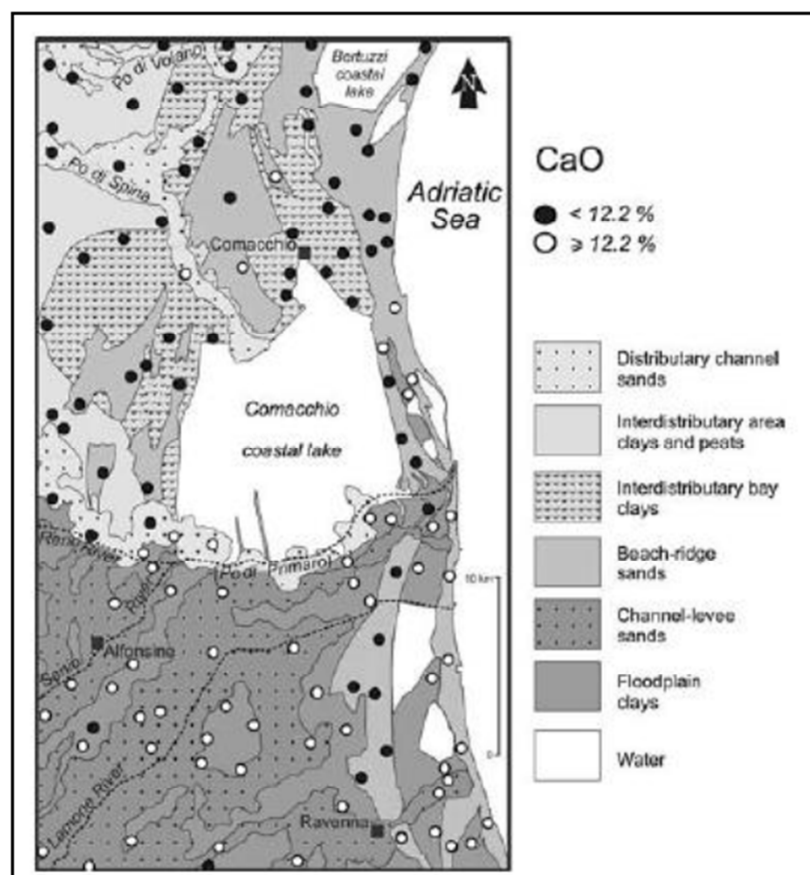 Po di Volano
Bertuzzi
coastal
lake
N
Po di Spina
Adriatic
Sea
Comacchio
Comacchio
coastal lake
Reno River
(Po di Primaro)
10 km
0
Senio River
Alfonsine
Lamone River
Ravenna
CaO
< 12.2 %
⩾ 12.2 %
Distributary channel
sands
Interdistributary area
clays and peats
Interdistributary bay
clays
Beach-ridge
sands
Channel-levee
sands
Floodplain
clays
Water